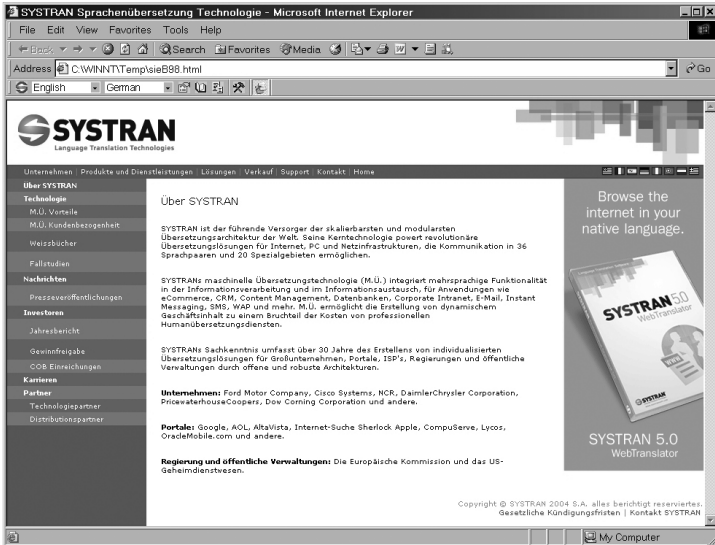 SYSTRAN Sprachenübersetzung Technologie - Microsoft Internet Explorer
File Edit View Favorites Tools Help
Back Search Favorites Media
Address C:\WINNT\Temp\sieB98.html Go
English German
SYSTRAN
Language Translation Technologies
Unternehmen | Produkte und Dienstleistungen | Lösungen | Verkauf | Support | Kontakt | Home
Über SYSTRAN
Technologie
M.Ü. Vorteile
M.Ü. Kundenbezogenheit
Weissbücher
Fallstudien
Nachrichten
Presseveröffentlichungen
Investoren
Jahresbericht
Gewinnfreigabe
COB Einreichungen
Karrieren
Partner
Technologiepartner
Distributionspartner
Über SYSTRAN
SYSTRAN ist der führende Versorger der skalierbarsten und modularsten
Übersetzungsarchitektur der Welt. Seine Kerntechnologie powert revolutionäre
Übersetzungslösungen für Internet, PC und Netzinfrastrukturen, die Kommunikation in 36
Sprachpaaren und 20 Spezialgebieten ermöglichen.
SYSTRANs maschinelle Übersetzungstechnologie (M.Ü.) integriert mehrsprachige Funktionalität
in der Informationsverarbeitung und im Informationsaustausch, für Anwendungen wie
eCommerce, CRM, Content Management, Datenbanken, Corporate Intranet, E-Mail, Instant
Messaging, SMS, WAP und mehr. M.Ü. ermöglicht die Erstellung von dynamischem
Geschäftsinhalt zu einem Bruchteil der Kosten von professionellen
Humanübersetzungsdiensten.
SYSTRANs Sachkenntnis umfasst über 30 Jahre des Erstellens von individualisierten
Übersetzungslösungen für Großunternehmen, Portale, ISP's, Regierungen und öffentliche
Verwaltungen durch offene und robuste Architekturen.
Unternehmen: Ford Motor Company, Cisco Systems, NCR, DaimlerChrysler Corporation,
PricewaterhouseCoopers, Dow Corning Corporation und andere.
Portale: Google, AOL, AltaVista, Internet-Suche Sherlock Apple, CompuServe, Lycos,
OracleMobile.com und andere.
Regierung und öffentliche Verwaltungen: Die Europäische Kommission und das US-
Geheimdienstwesen.
Browse the
internet in your
native language.
SYSTRAN 5.0
WebTranslator
SYSTRAN
SYSTRAN 5.0
WebTranslator
Copyright © SYSTRAN 2004 S.A. alles berichtigt reserviertes.
Gesetzliche Kündigungsfristen | Kontakt SYSTRAN
My Computer